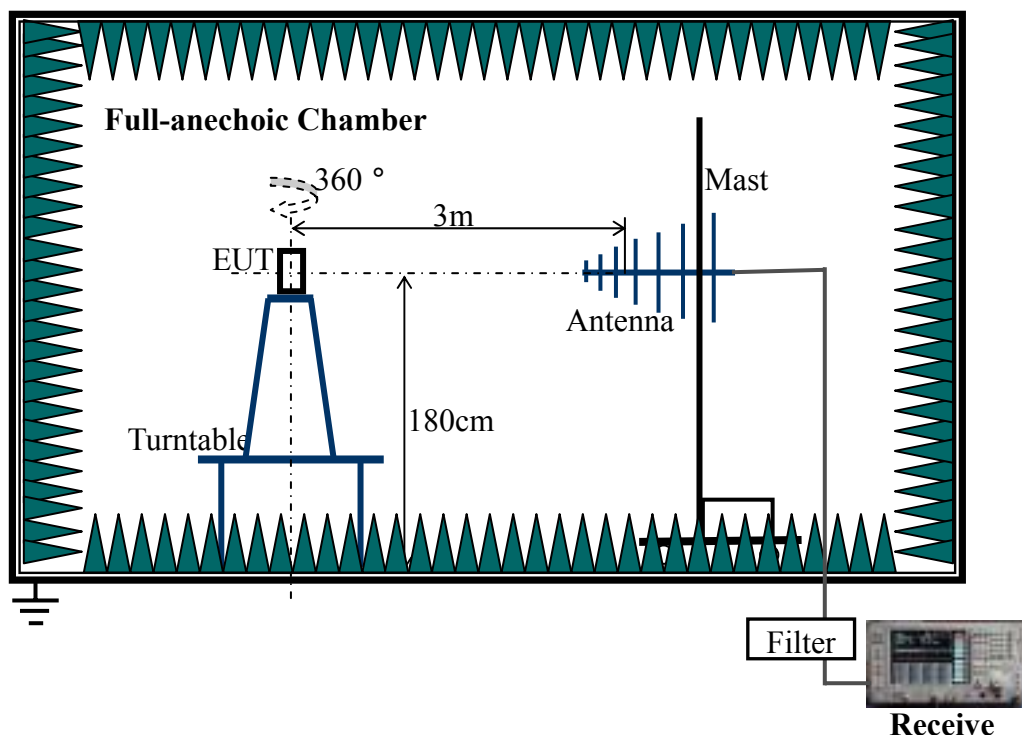 Full-anechoic Chamber
360 °
Mast
3m
EUT
Antenna
180cm
Turntable
Filter
Receive